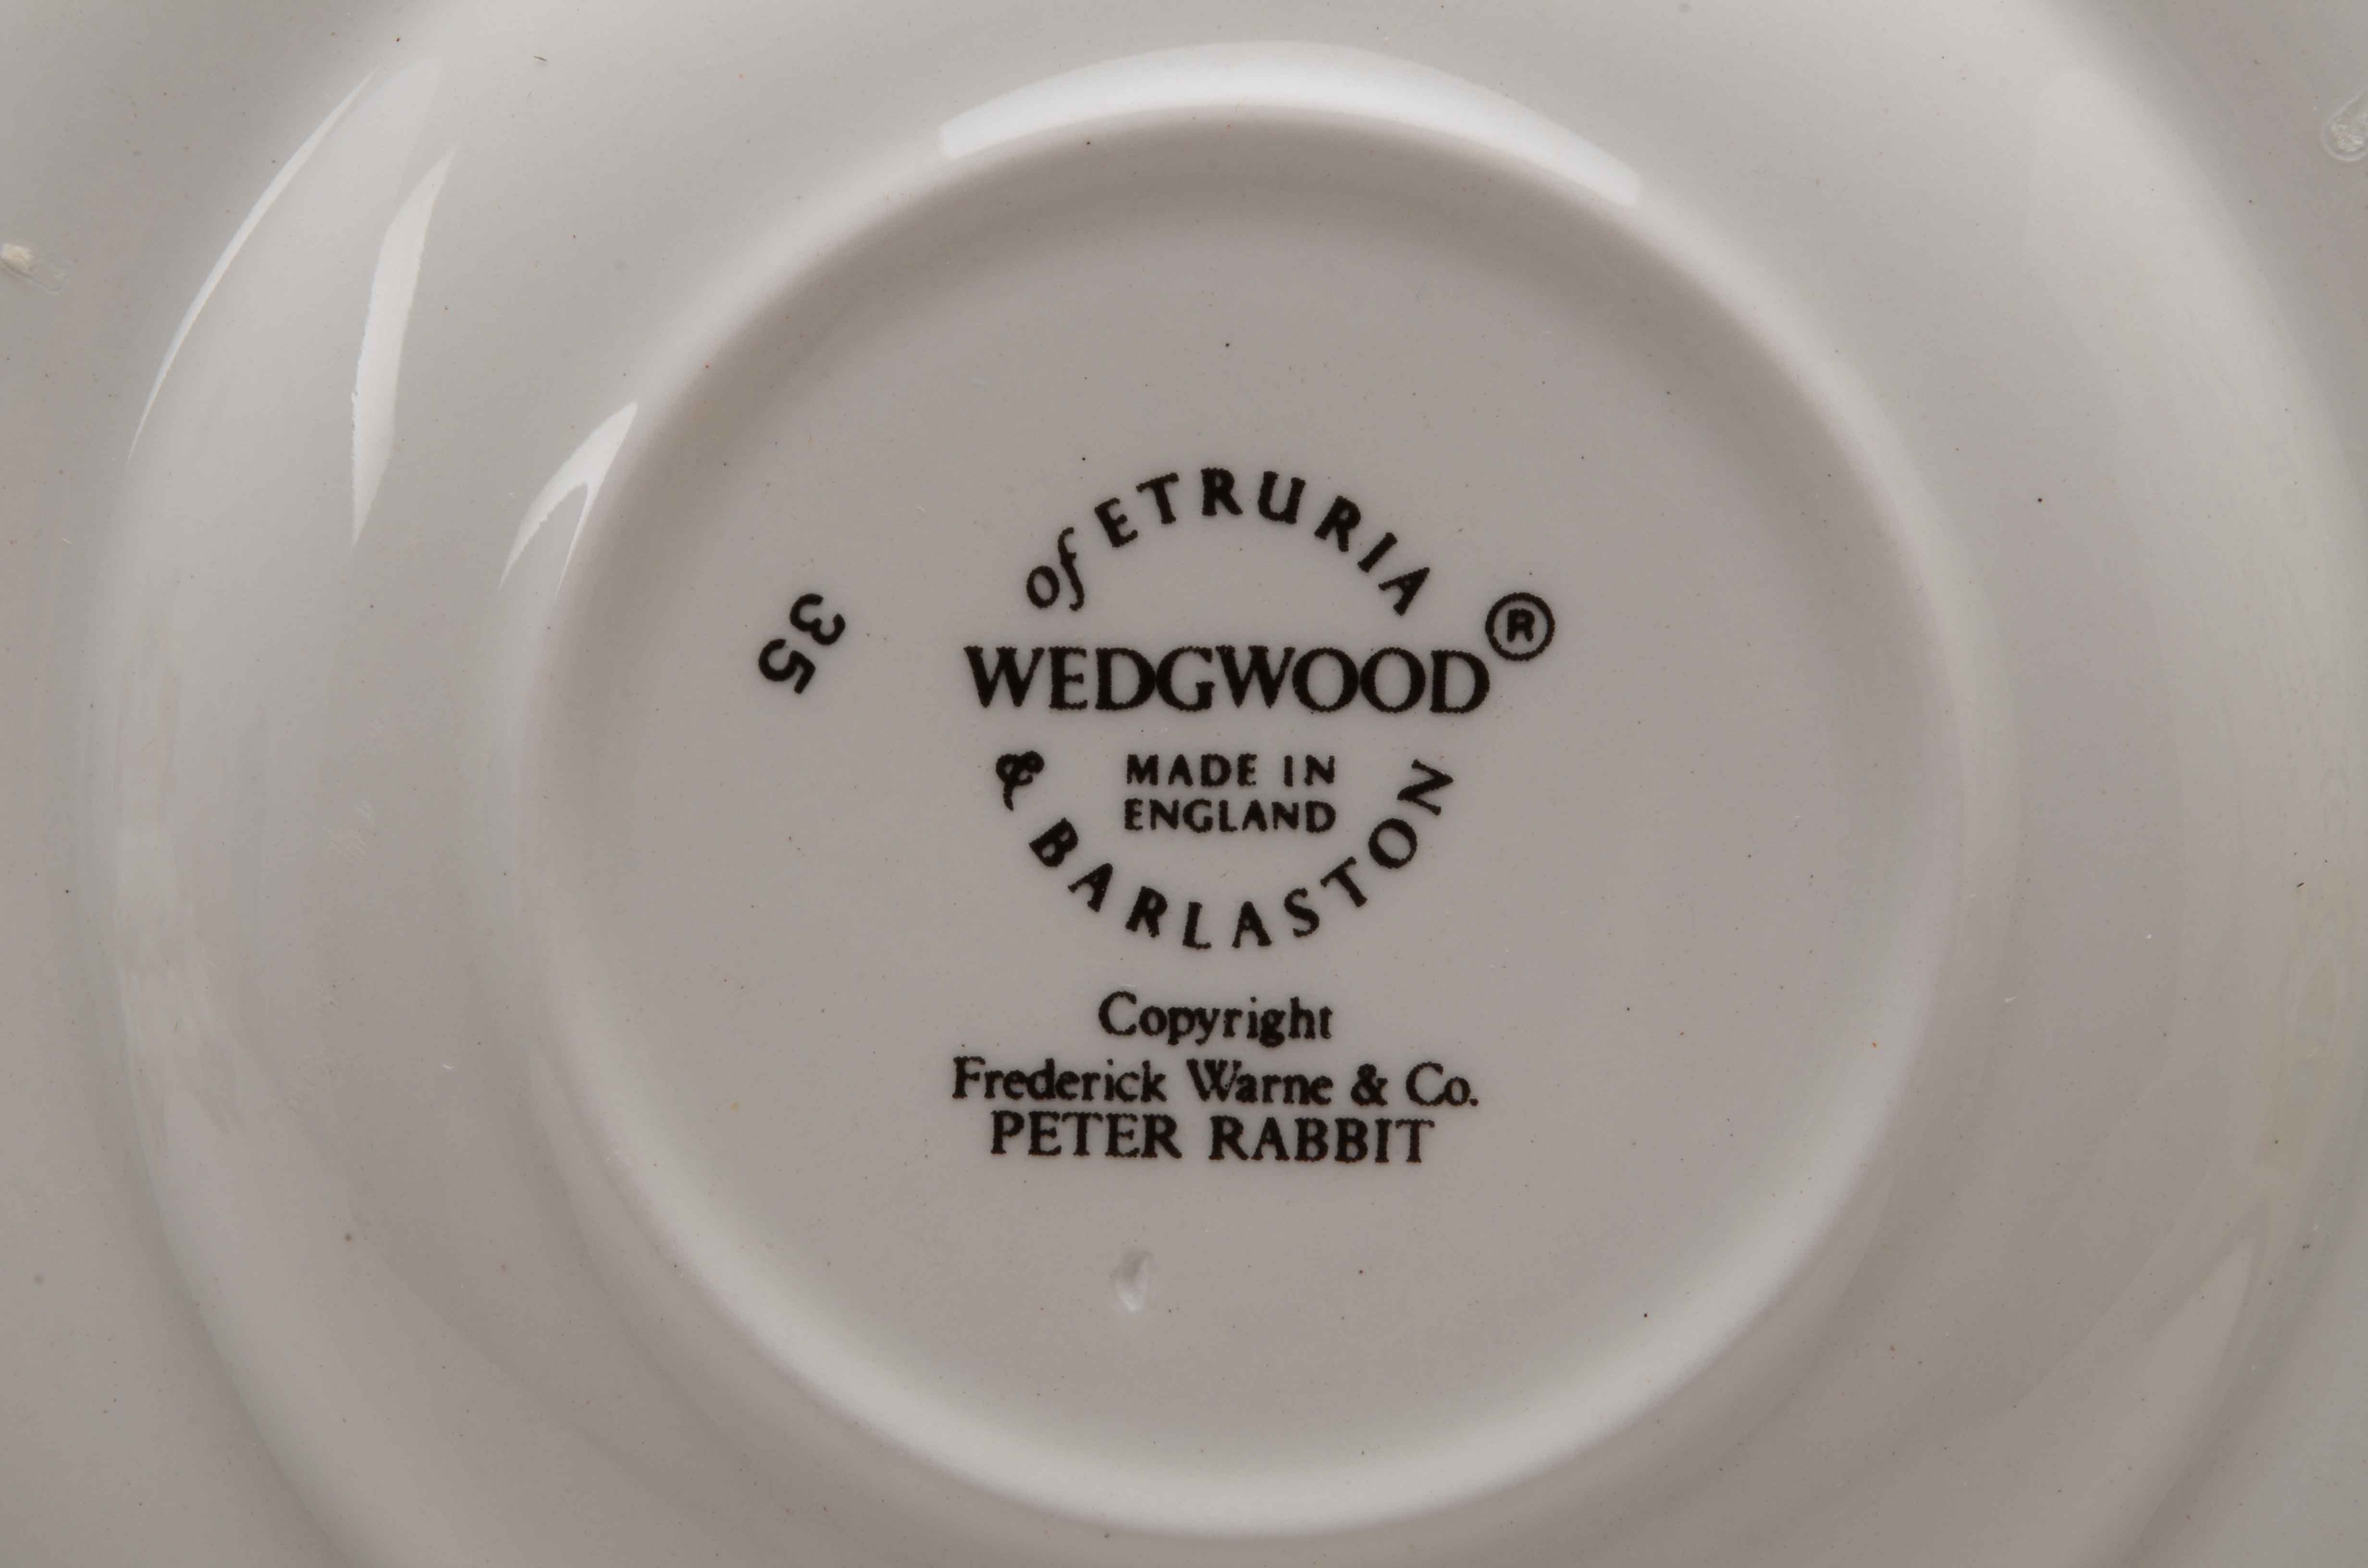 of ETRURIA
WEDGWOOD®
MADE IN
ENGLAND
& BARLASTON
Copyright
Frederick Warne & Co.
PETER RABBIT
35